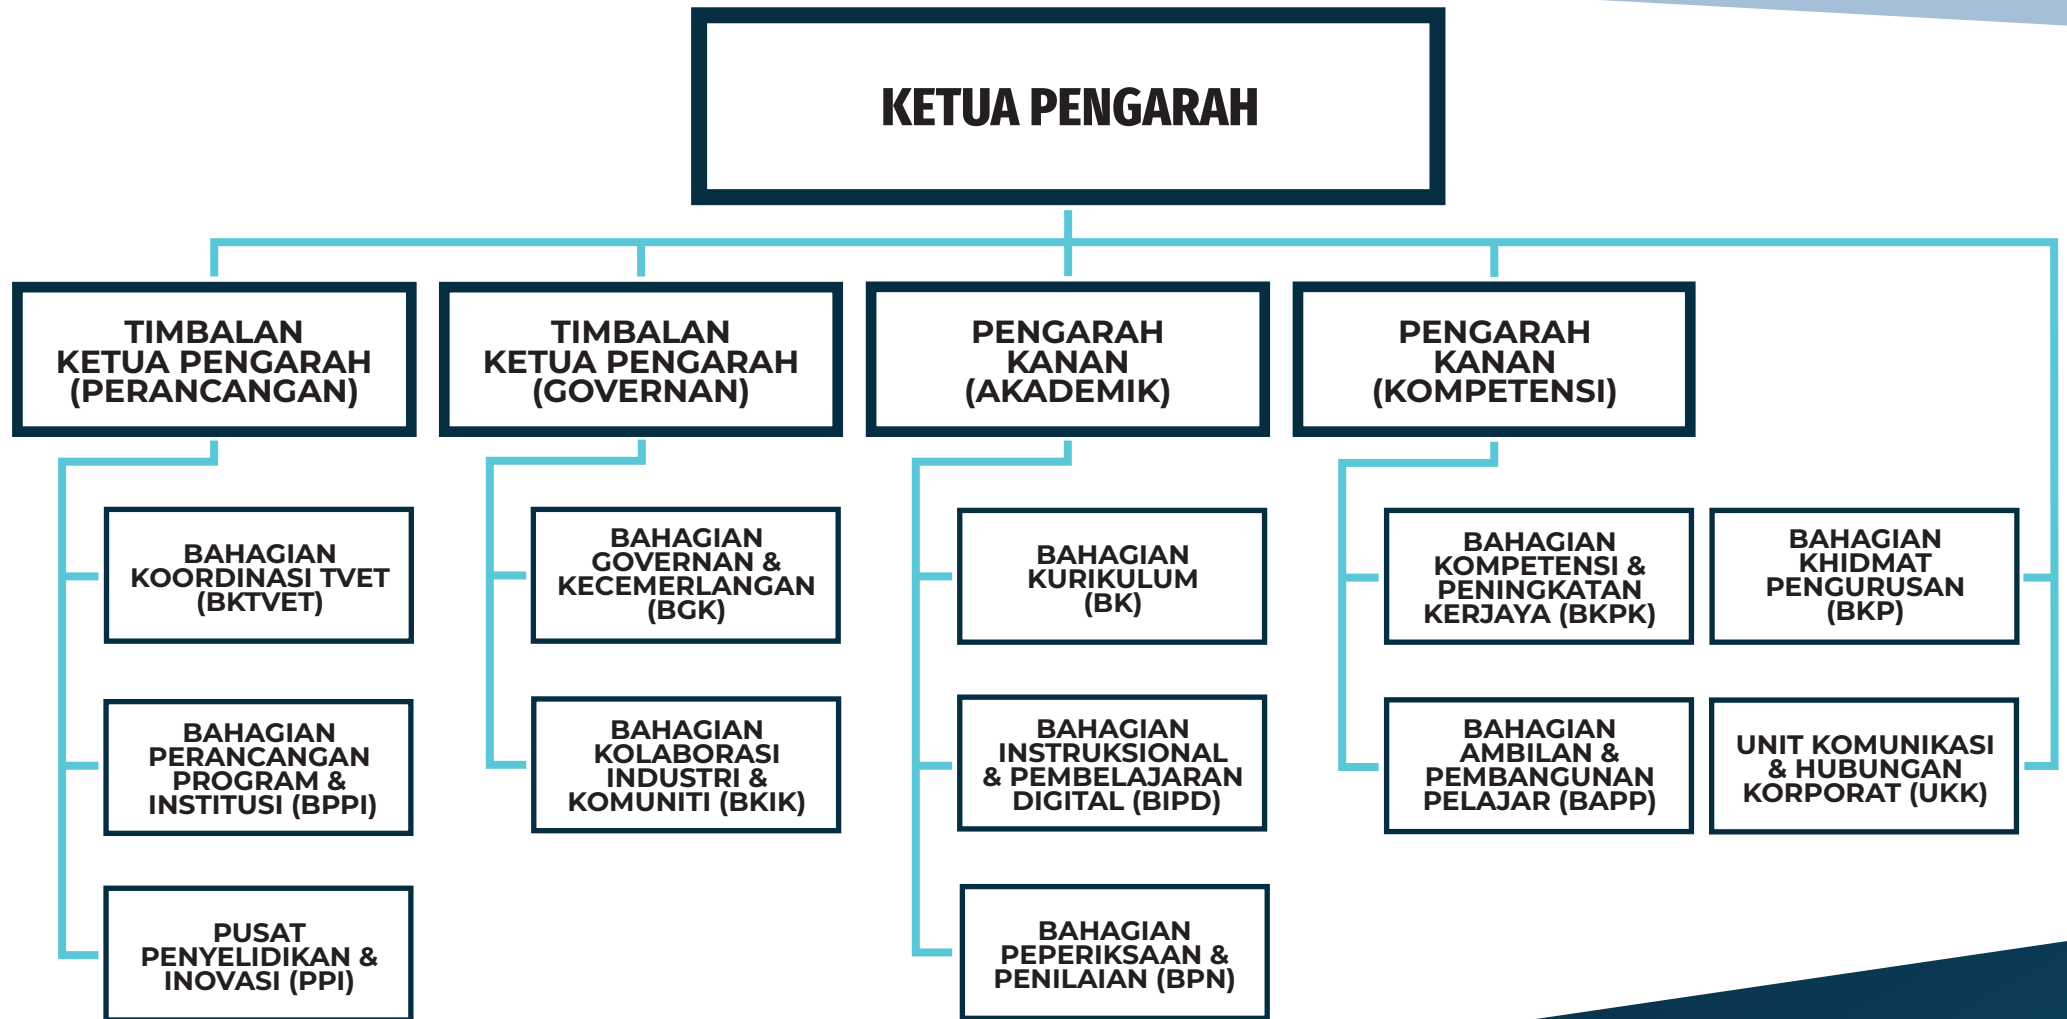 KETUA PENGARAH
TIMBALAN
KETUA PENGARAH
(PERANCANGAN)
TIMBALAN
KETUA PENGARAH
(GOVERNAN)
PENGARAH
KANAN
(AKADEMIK)
PENGARAH
KANAN
(KOMPETENSI)
BAHAGIAN
KOORDINASI TVET
(BKTVET)
BAHAGIAN
GOVERNAN &
KECEMERLANGAN
(BGK)
BAHAGIAN
KURIKULUM
(BK)
BAHAGIAN
KOMPETENSI &
PENINGKATAN
KERJAYA (BKPK)
BAHAGIAN
KHIDMAT
PENGURUSAN
(BKP)
BAHAGIAN
PERANCANGAN
PROGRAM &
INSTITUSI (BPPI)
BAHAGIAN
KOLABORASI
INDUSTRI &
KOMUNITI (BKIK)
BAHAGIAN
INSTRUKSIONAL
& PEMBELAJARAN
DIGITAL (BIPD)
BAHAGIAN
AMBILAN &
PEMBANGUNAN
PELAJAR (BAPP)
UNIT KOMUNIKASI
& HUBUNGAN
KORPORAT (UKK)
PUSAT
PENYELIDIKAN &
INOVASI (PPI)
BAHAGIAN
PEPERIKSAAN &
PENILAIAN (BPN)